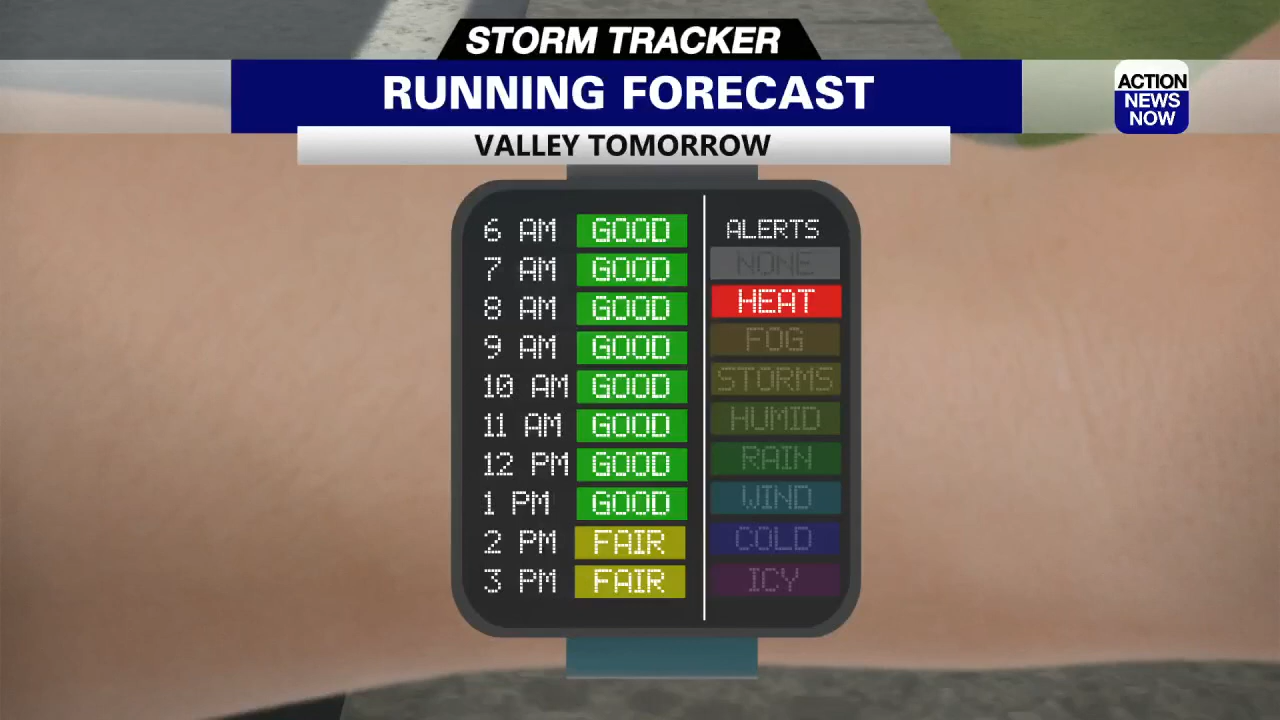 STORM TRACKER
RUNNING FORECAST
VALLEY TOMORROW
ACTION
NEWS
NOW
6 AM GOOD
7 AM GOOD
8 AM GOOD
9 AM GOOD
10 AM GOOD
11 AM GOOD
12 PM GOOD
1 PM GOOD
2 PM FAIR
3 PM FAIR
ALERTS
NONE
HEAT
FOG
STORMS
HUMID
RAIN
WIND
COLD
ICY